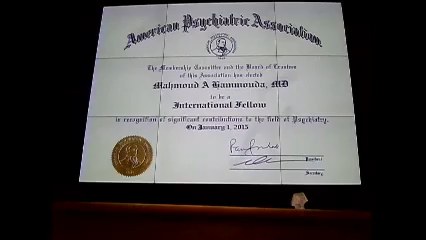 American Psychiatric Association
The Membership Committee and the Board of Trustees
of this Association has elected
Mahmoud A Hammouda, MD
to be a
International Fellow
in recognition of significant contributions to the field of Psychiatry.
On January 1, 2015
President
Secretary